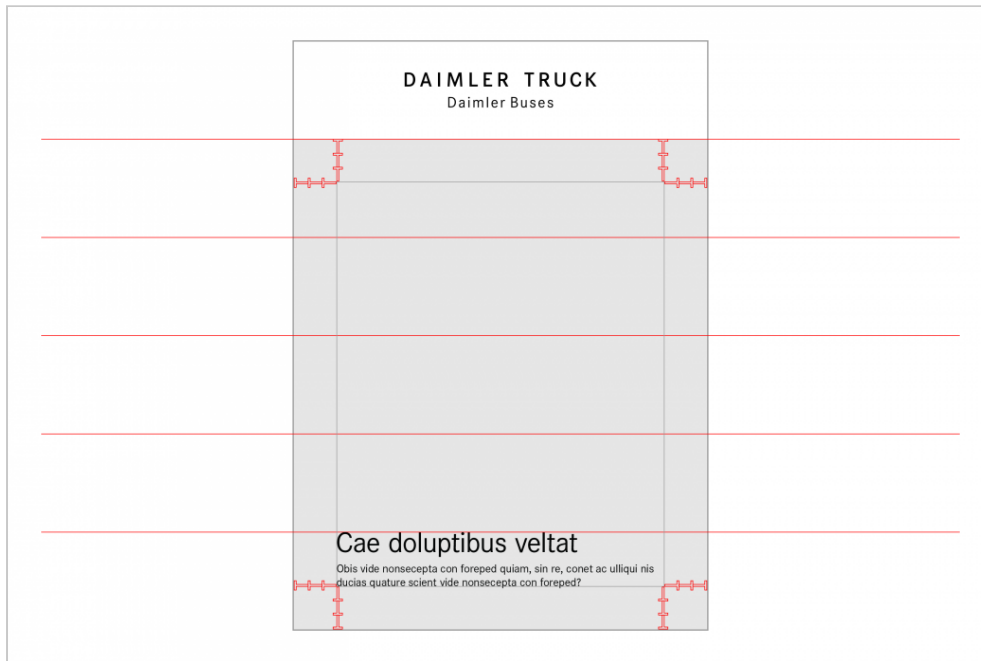 DAIMLER TRUCK
Daimler Buses
Cae doluptibus veltat
Obis vide nonsecepta con foreped quiam, sin re, conet ac ulliqui nis
ducias quature scient vide nonsecepta con foreped?